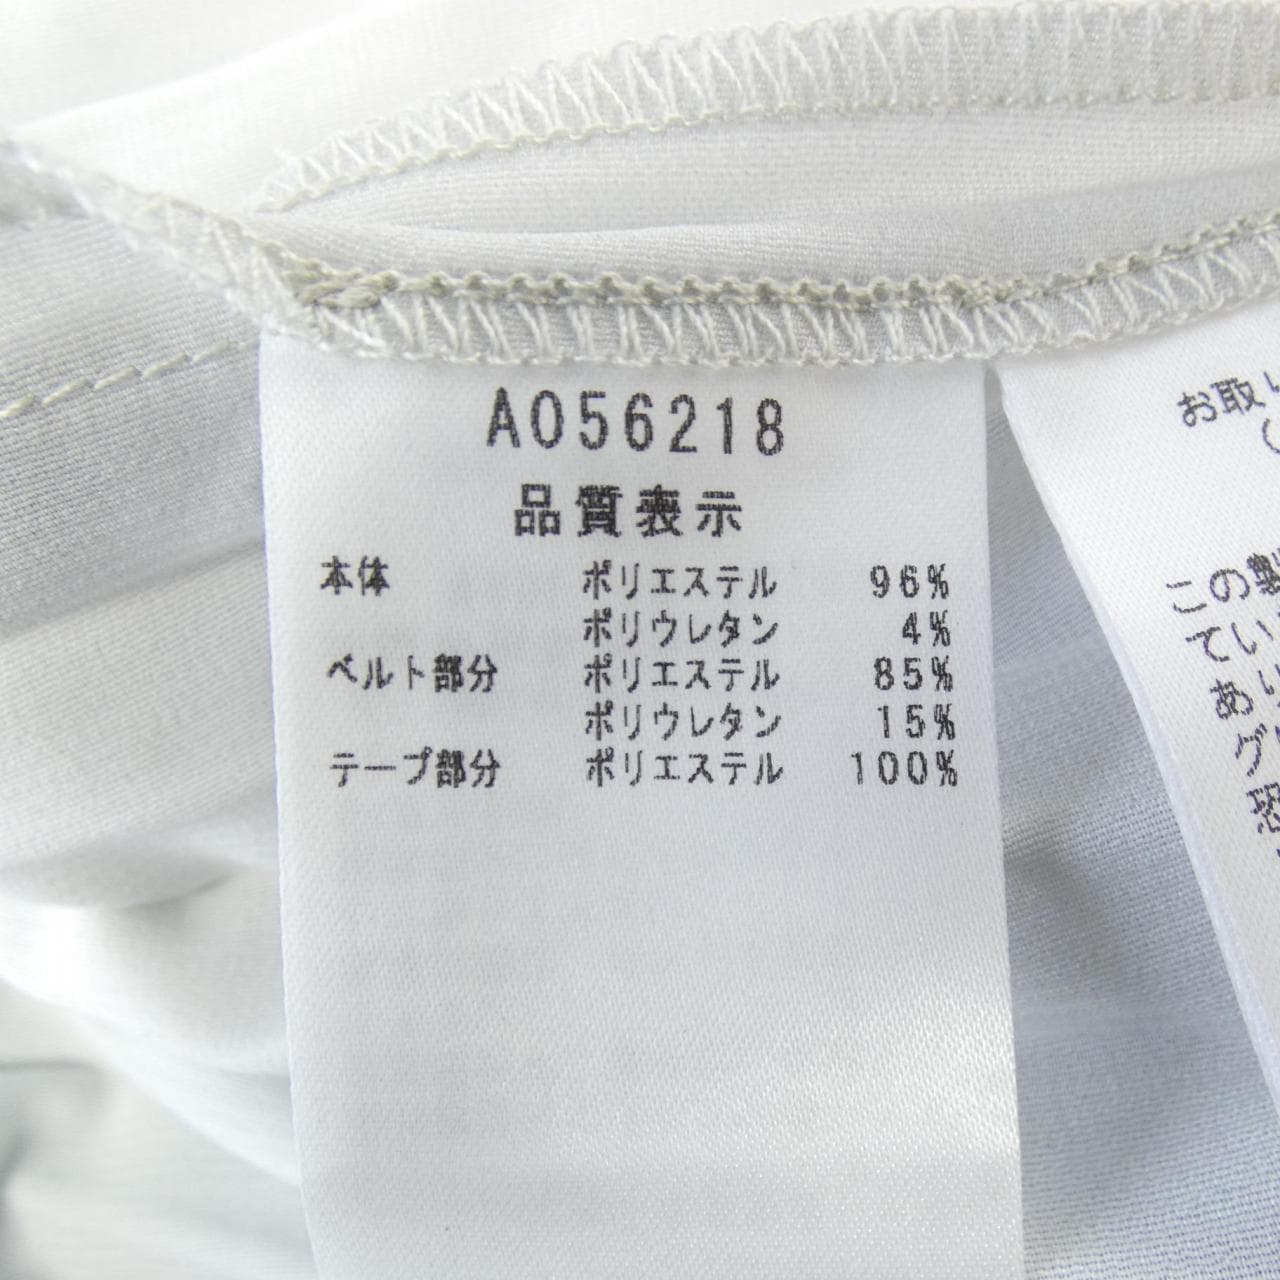 A056218
品質表示
本体 ポリエステル 96%
ポリウレタン 4%
ベルト部分 ポリエステル 85%
ポリウレタン 15%
テープ部分 ポリエステル 100%
お取り
(
この製
てい
あり
グ
恐